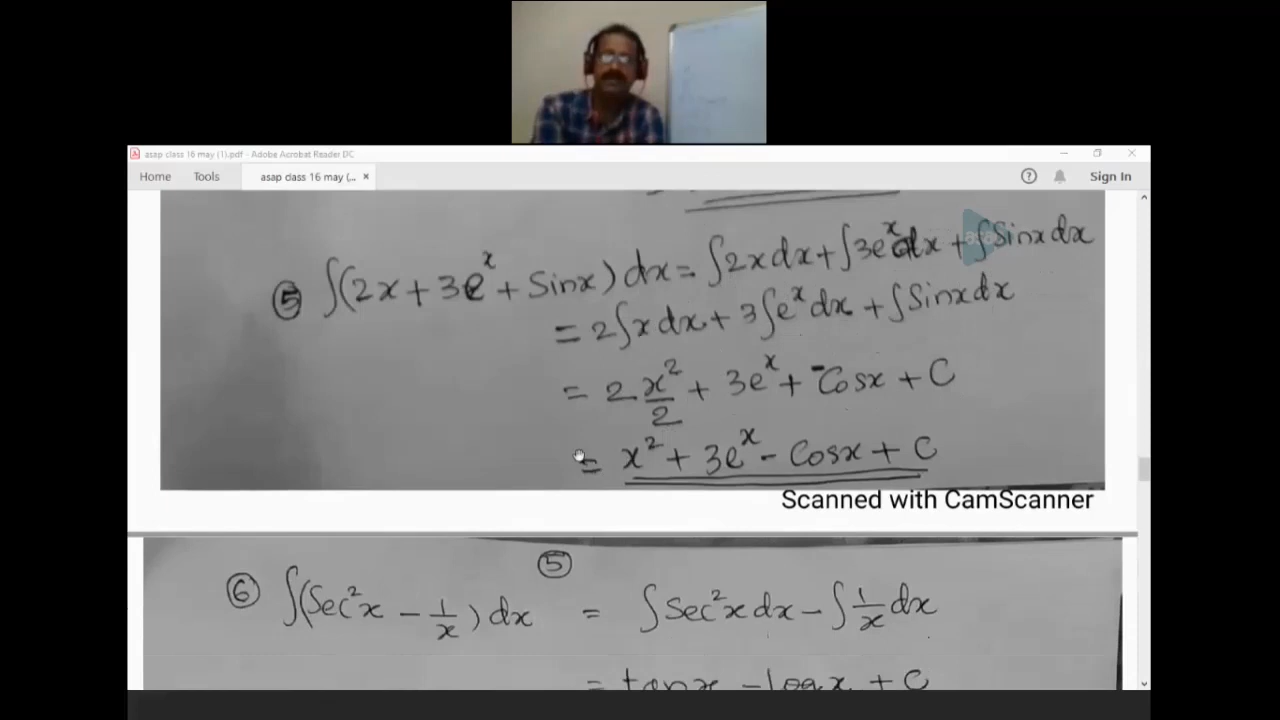 asap class 16 may (1).pdf - Adobe Acrobat Reader DC
Home Tools asap class 16 may (... × ? Sign In
⑤ ∫(2x + 3eˣ + Sinx) dx = ∫2x dx + ∫3eˣ dx + ∫Sinx dx
= 2∫x dx + 3∫eˣ dx + ∫Sinx dx
= 2 x²/2 + 3eˣ + -Cosx + C
= x² + 3eˣ - Cosx + C
Scanned with CamScanner
⑤
⑥ ∫(Sec²x - 1/x) dx = ∫Sec²x dx - ∫1/x dx
= tanx - logx + C